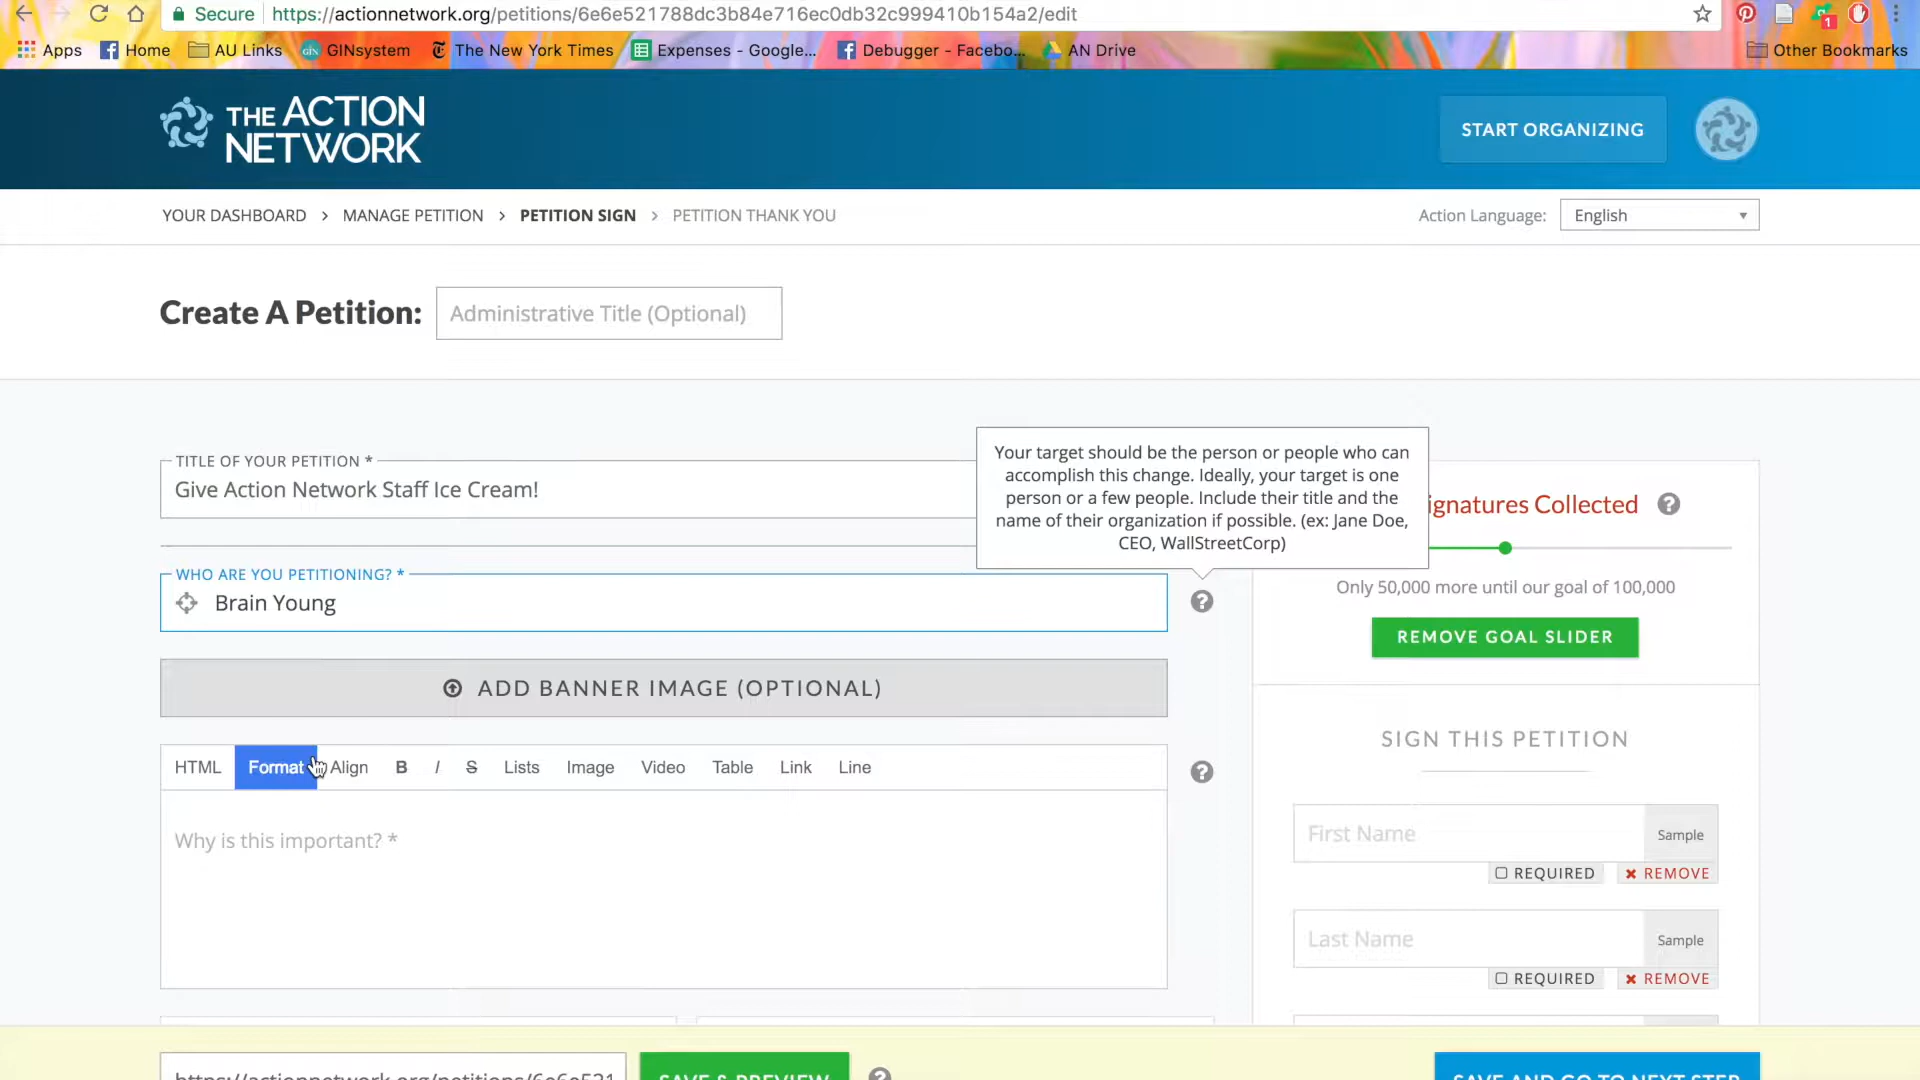 Secure https://actionnetwork.org/petitions/6e6e521788dc3b84e716ec0db32c999410b154a2/edit
1
Apps Home AU Links GINsystem The New York Times Expenses - Google... Debugger - Facebo... AN Drive Other Bookmarks
THE ACTION
NETWORK
START ORGANIZING
YOUR DASHBOARD > MANAGE PETITION > PETITION SIGN > PETITION THANK YOU
Action Language: English
Create A Petition: Administrative Title (Optional)
TITLE OF YOUR PETITION *
Give Action Network Staff Ice Cream!
Your target should be the person or people who can
accomplish this change. Ideally, your target is one
person or a few people. Include their title and the
name of their organization if possible. (ex: Jane Doe,
CEO, WallStreetCorp)
WHO ARE YOU PETITIONING? *
Brain Young
?
ADD BANNER IMAGE (OPTIONAL)
HTML Format Align B I S Lists Image Video Table Link Line
?
Why is this important? *
ignatures Collected ?
Only 50,000 more until our goal of 100,000
REMOVE GOAL SLIDER
SIGN THIS PETITION
First Name Sample
REQUIRED REMOVE
Last Name Sample
REQUIRED REMOVE
https://actionnetwork.org/petitions/6e6e521
SAVE & PREVIEW
?
SAVE AND GO TO NEXT STEP